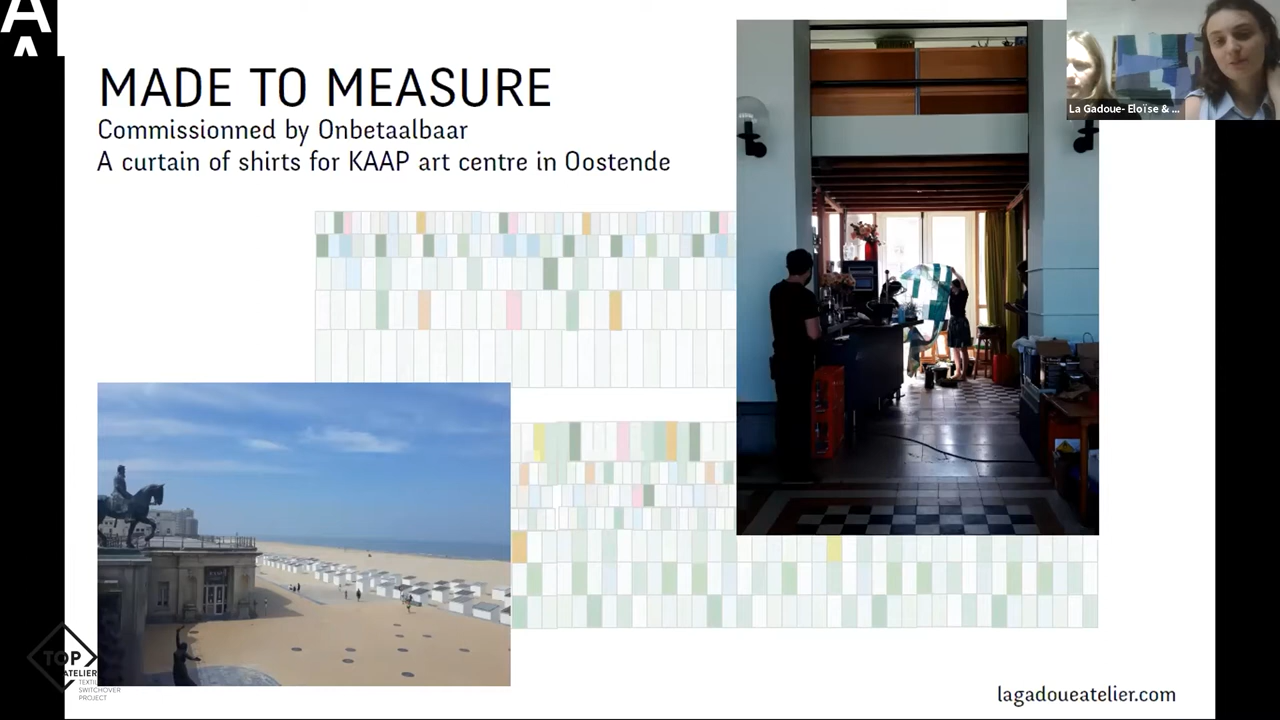 A
A
MADE TO MEASURE
Commissionned by Onbetaalbaar
A curtain of shirts for KAAP art centre in Oostende
La Gadoue- Eloïse & ...
TOP
ATELIER
TEXTILE
SWITCHOVER
PROJECT
lagadoueatelier.com